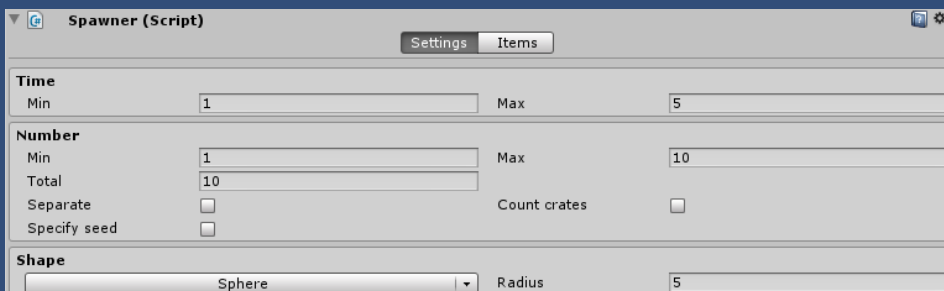 Spawner (Script)
Settings Items
Time
Min 1 Max 5
Number
Min 1 Max 10
Total 10
Separate Count crates
Specify seed
Shape
Sphere Radius 5